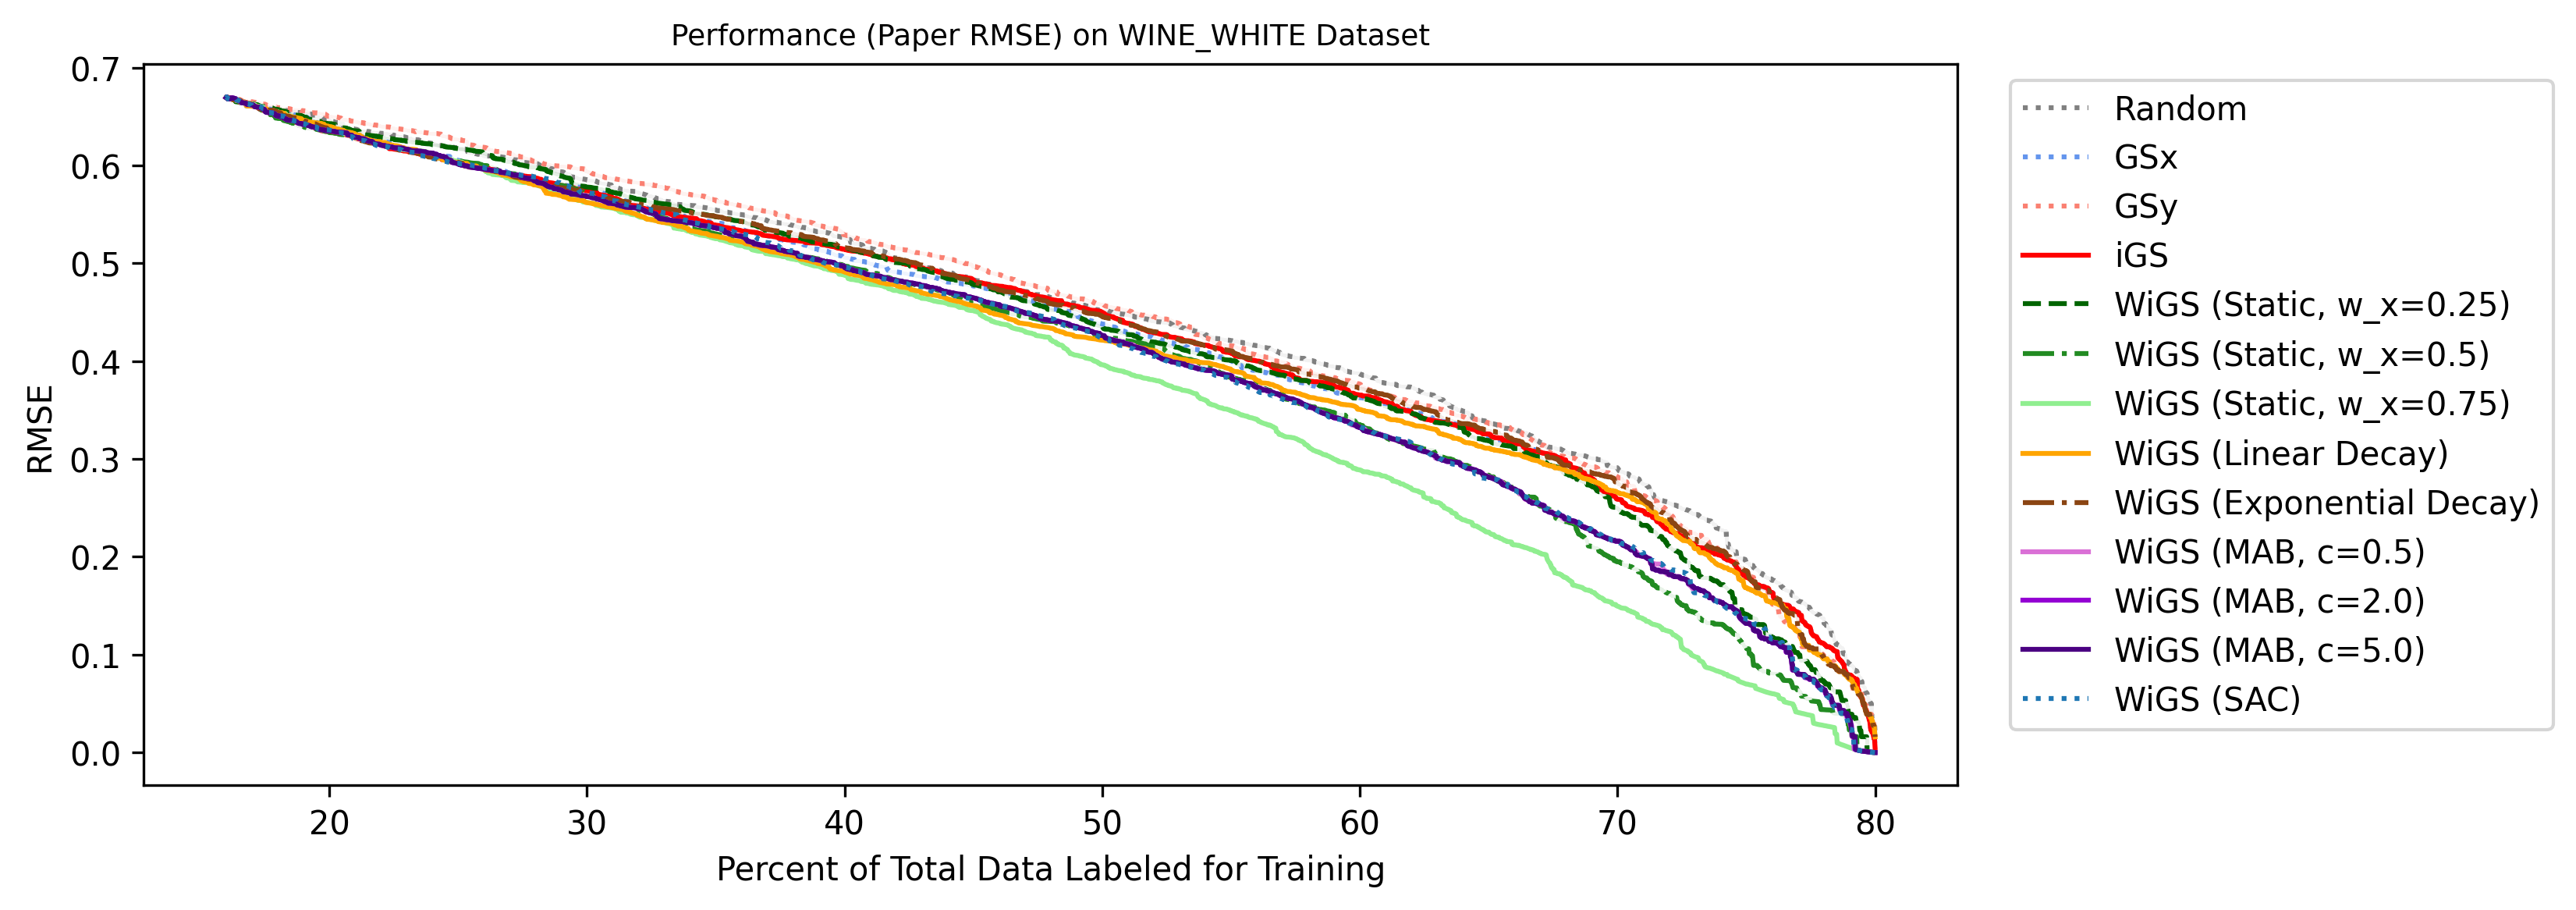 Performance (Paper RMSE) on WINE_WHITE Dataset
RMSE
0.7
0.6
0.5
0.4
0.3
0.2
0.1
0.0
20
30
40
50
60
70
80
Percent of Total Data Labeled for Training
Random
GSx
GSy
iGS
WiGS (Static, w_x=0.25)
WiGS (Static, w_x=0.5)
WiGS (Static, w_x=0.75)
WiGS (Linear Decay)
WiGS (Exponential Decay)
WiGS (MAB, c=0.5)
WiGS (MAB, c=2.0)
WiGS (MAB, c=5.0)
WiGS (SAC)